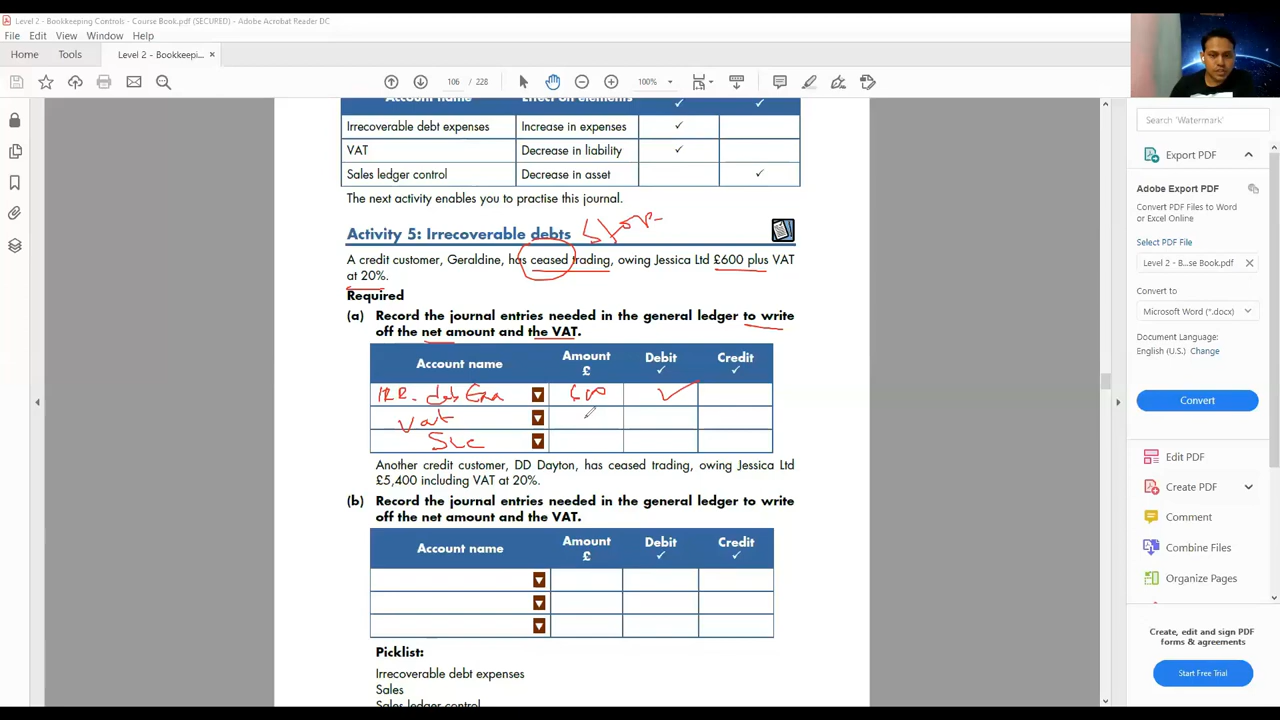 Level 2 - Bookkeeping Controls - Course Book.pdf (SECURED) - Adobe Acrobat Reader DC
File Edit View Window Help
Home Tools Level 2 - Bookkeepi... ×
106 / 228 100%
Account name Effect on elements ✓ ✓
Irrecoverable debt expenses Increase in expenses ✓
VAT Decrease in liability ✓
Sales ledger control Decrease in asset ✓
The next activity enables you to practise this journal.
Activity 5: Irrecoverable debts
A credit customer, Geraldine, has ceased trading, owing Jessica Ltd £600 plus VAT
at 20%.
Required
(a) Record the journal entries needed in the general ledger to write
off the net amount and the VAT.
Account name Amount £ Debit ✓ Credit ✓
600 ✓
Vat
Another credit customer, DD Dayton, has ceased trading, owing Jessica Ltd
£5,400 including VAT at 20%.
(b) Record the journal entries needed in the general ledger to write
off the net amount and the VAT.
Account name Amount £ Debit ✓ Credit ✓
Picklist:
Irrecoverable debt expenses
Sales
Sales ledger control
Search 'Watermark'
Export PDF
Adobe Export PDF
Convert PDF Files to Word
or Excel Online
Select PDF File
Level 2 - B...se Book.pdf ×
Convert to
Microsoft Word (*.docx)
Document Language:
English (U.S.) Change
Convert
Edit PDF
Create PDF
Comment
Combine Files
Organize Pages
Create, edit and sign PDF
forms & agreements
Start Free Trial